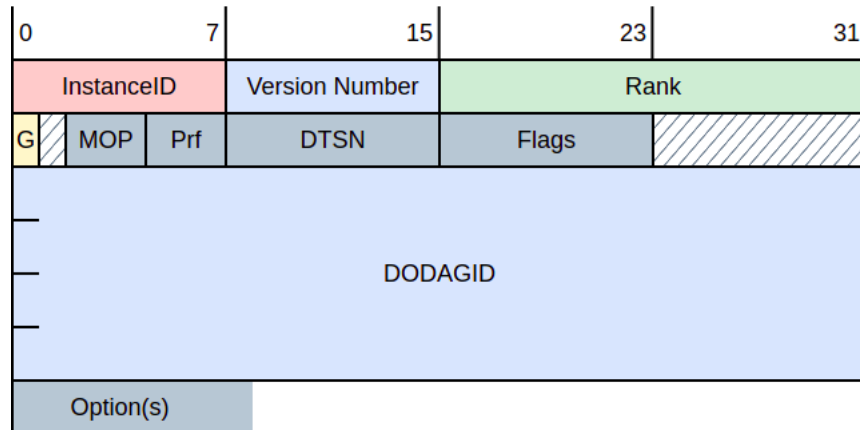 0 7 15 23 31
InstanceID Version Number Rank
G MOP Prf DTSN Flags
DODAGID
Option(s)